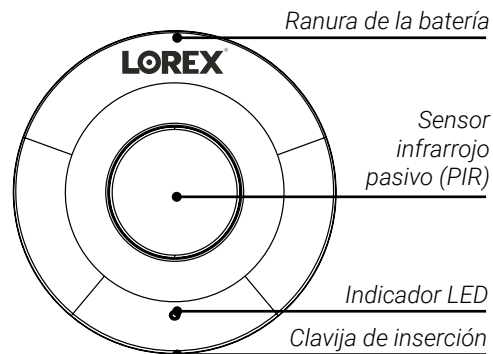 Ranura de la batería
LOREX®
Sensor
infrarrojo
pasivo (PIR)
Indicador LED
Clavija de inserción